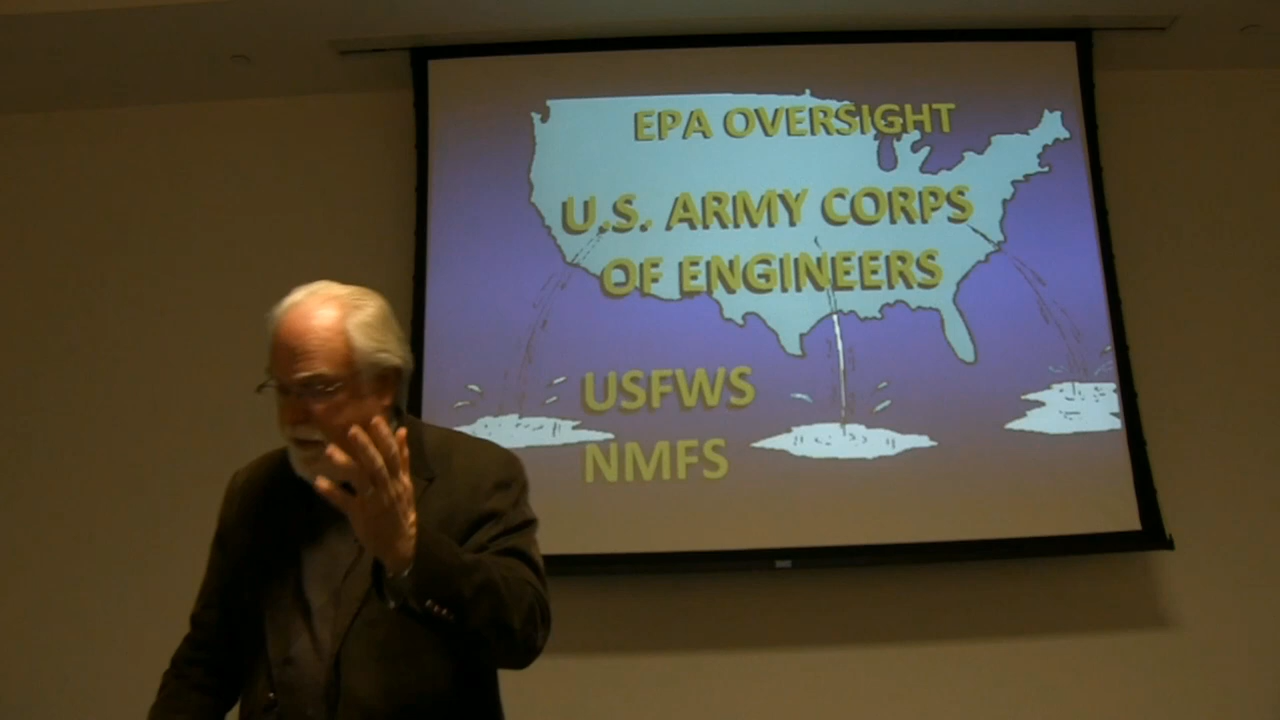 EPA OVERSIGHT
U.S. ARMY CORPS
OF ENGINEERS
USFWS
NMFS